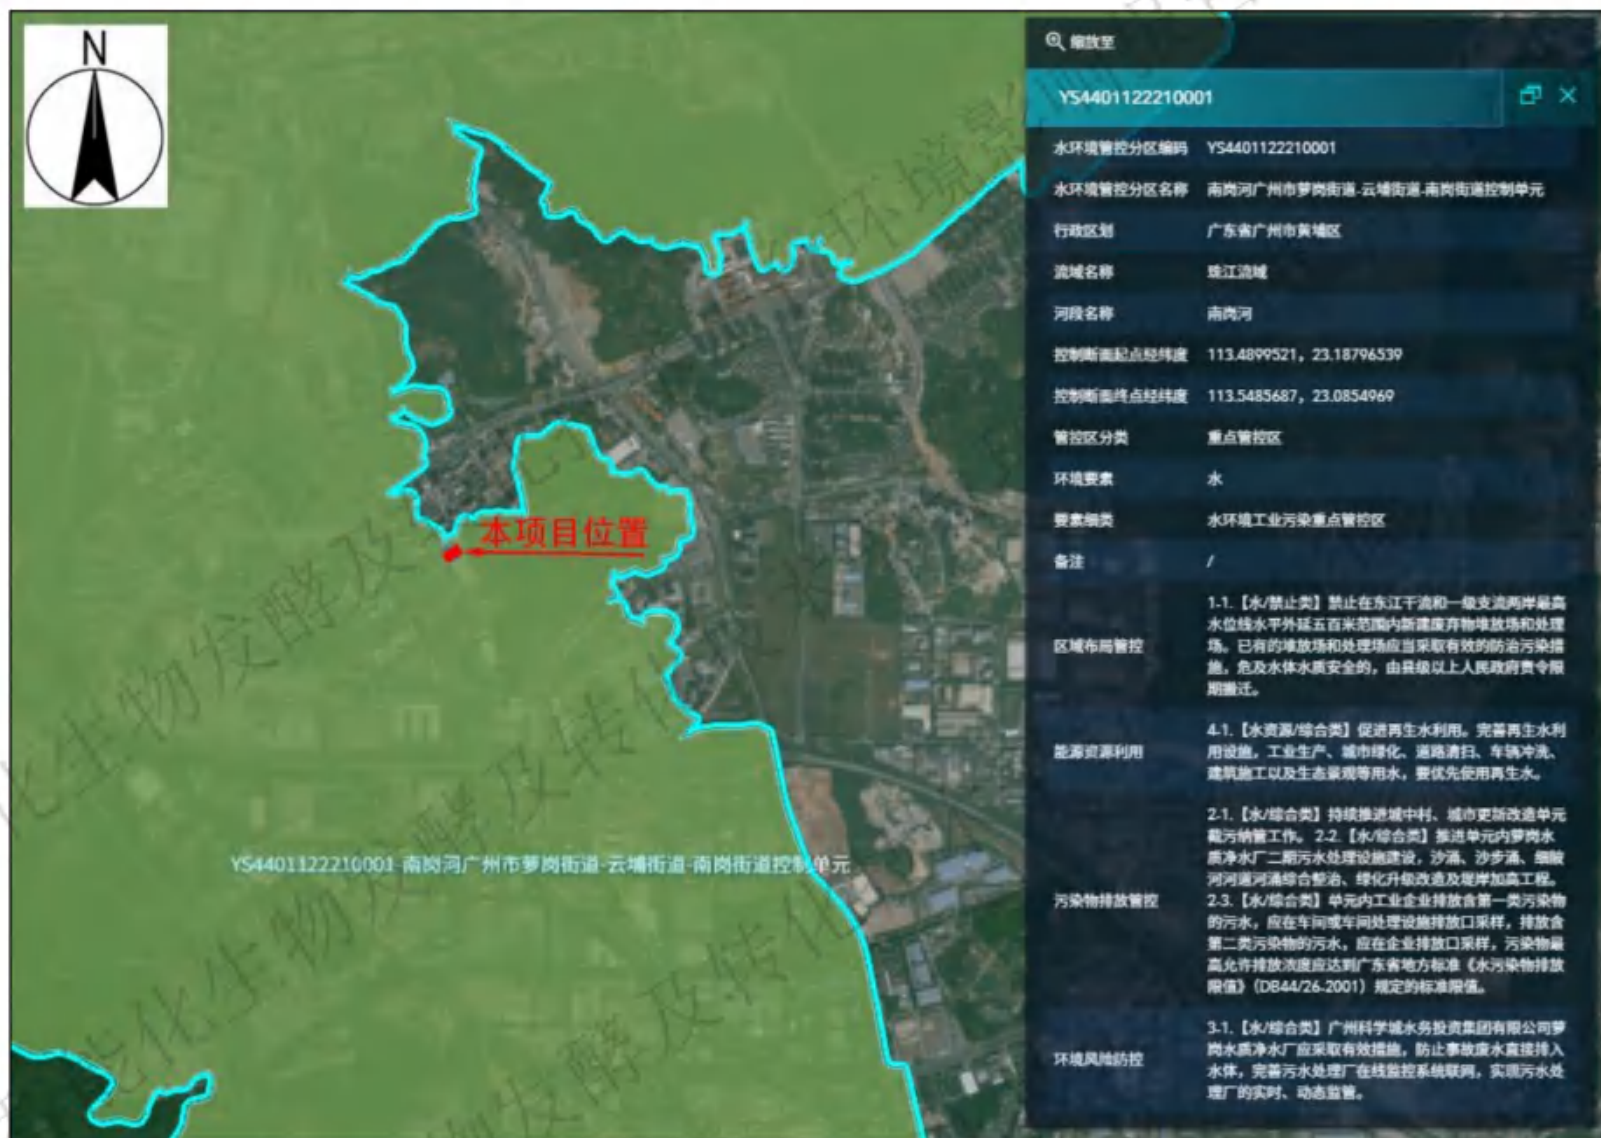 N
缩放至
YS4401122210001
水环境管控分区编码 YS4401122210001
水环境管控分区名称 南岗河广州市萝岗街道-云埔街道-南岗街道控制单元
行政区划 广东省广州市黄埔区
流域名称 珠江流域
河段名称 南岗河
控制断面起点经纬度 113.4899521，23.18796539
控制断面终点经纬度 113.5485687，23.0854969
管控区分类 重点管控区
环境要素 水
要素细类 水环境工业污染重点管控区
备注 /
区域布局管控
1-1.【水/禁止类】禁止在东江干流和一级支流两岸最高
水位线水平外延五百米范围内新建废弃物堆放场和处理
场。已有的堆放场和处理场应当采取有效的防治污染措
施，危及水体水质安全的，由县级以上人民政府责令限
期搬迁。
能源资源利用
4-1.【水资源/综合类】促进再生水利用。完善再生水利
用设施，工业生产、城市绿化、道路清扫、车辆冲洗、
建筑施工以及生态景观等用水，要优先使用再生水。
污染物排放管控
2-1.【水/综合类】持续推进城中村、城市更新改造单元
截污纳管工作。 2-2.【水/综合类】推进单元内萝岗水
质净水厂二期污水处理设施建设，沙涌、沙步涌、细陂
河河道河涌综合整治、绿化升级改造及堤岸加高工程。
2-3.【水/综合类】单元内工业企业排放含第一类污染物
的污水，应在车间或车间处理设施排放口采样，排放含
第二类污染物的污水，应在企业排放口采样，污染物最
高允许排放浓度应达到广东省地方标准《水污染物排放
限值》（DB44/26-2001）规定的标准限值。
环境风险防控
3-1.【水/综合类】广州科学城水务投资集团有限公司萝
岗水质净水厂应采取有效措施，防止事故废水直接排入
水体，完善污水处理厂在线监控系统联网，实现污水处
理厂的实时、动态监管。
本项目位置
YS4401122210001-南岗河广州市萝岗街道-云埔街道-南岗街道控制单元